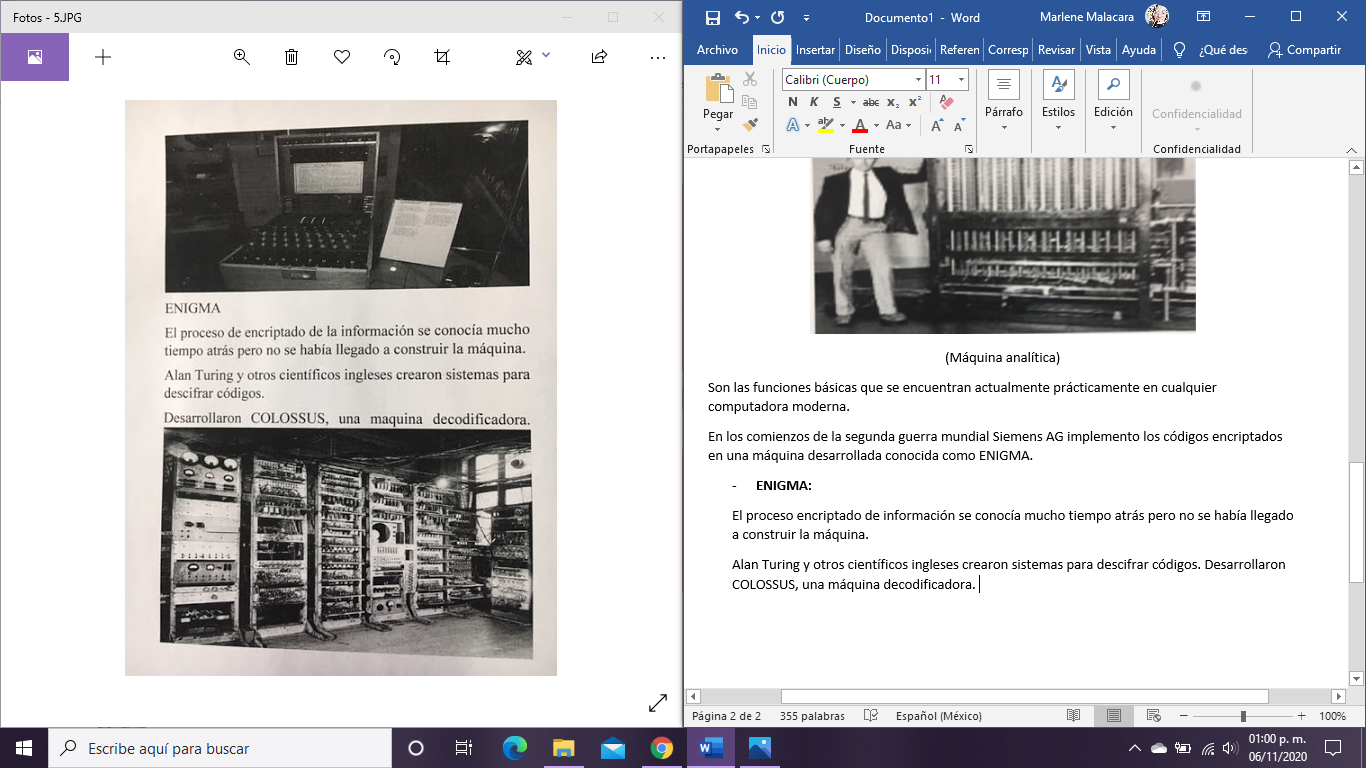 Fotos - 5.JPG
ENIGMA
El proceso de encriptado de la información se conocía mucho
tiempo atrás pero no se había llegado a construir la máquina.
Alan Turing y otros científicos ingleses crearon sistemas para
descifrar códigos.
Desarrollaron COLOSSUS, una maquina decodificadora.
Documento1 - Word
Marlene Malacara
Archivo Inicio Insertar Diseño Disposi Referen Corresp Revisar Vista Ayuda ¿Qué des Compartir
Pegar
Portapapeles
Calibri (Cuerpo) 11
N K S abc x₂ x²
A ab A Aa A A
Fuente
Párrafo
Estilos
Edición
Confidencialidad
Confidencialidad
(Máquina analítica)
Son las funciones básicas que se encuentran actualmente prácticamente en cualquier
computadora moderna.
En los comienzos de la segunda guerra mundial Siemens AG implemento los códigos encriptados
en una máquina desarrollada conocida como ENIGMA.
- ENIGMA:
El proceso encriptado de información se conocía mucho tiempo atrás pero no se había llegado
a construir la máquina.
Alan Turing y otros científicos ingleses crearon sistemas para descifrar códigos. Desarrollaron
COLOSSUS, una máquina decodificadora.
Página 2 de 2 355 palabras Español (México) 100%
Escribe aquí para buscar
01:00 p. m.
06/11/2020